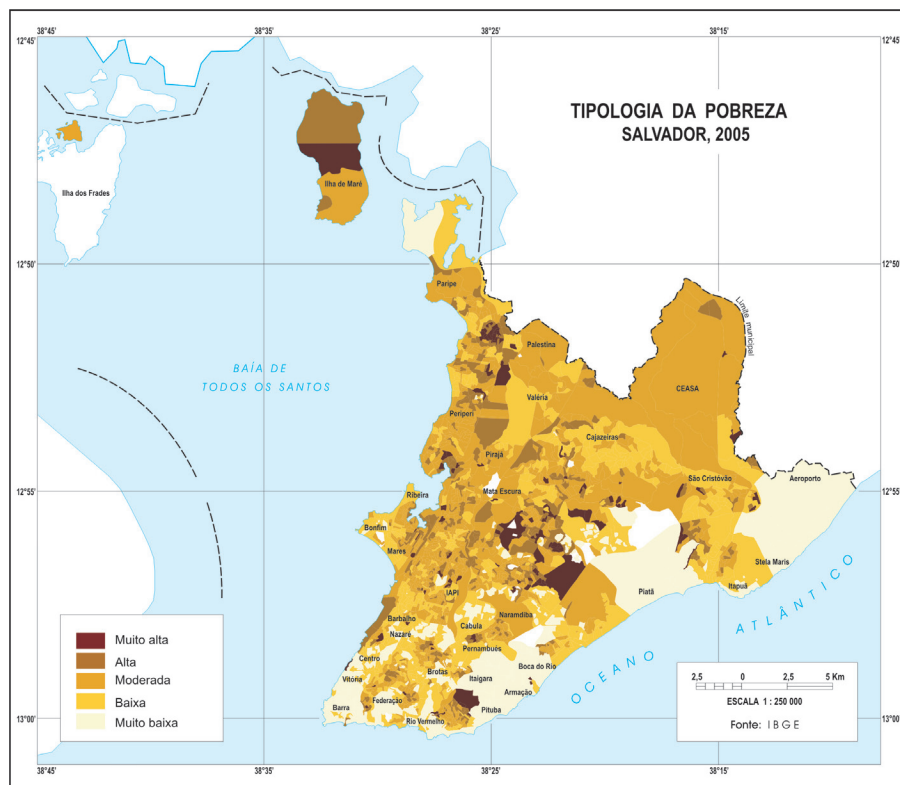 38°45'
38°35'
38°25'
38°15'
12°45'
12°45'
TIPOLOGIA DA POBREZA
SALVADOR, 2005
Ilha dos Frades
Ilha de Maré
12°50'
12°50'
Paripe
Limite municipal
Palestina
BAÍA DE
TODOS OS SANTOS
CEASA
Valéria
Periperi
Cajazeiras
Pirajá
São Cristovão
Aeroporto
Mata Escura
12°55'
12°55'
Ribeira
Bonfim
Mares
Stela Maris
Itapuã
IAPI
Piatã
OCEANO ATLÂNTICO
Barbalho
Narandiba
Nazaré
Cabula
Pernambués
Centro
Boca do Rio
Brotas
Itaigara
Vitória
Armação
Federação
Barra
Pituba
Rio Vermelho
13°00'
13°00'
Muito alta
Alta
Moderada
Baixa
Muito baixa
2,5 0 2,5 5 Km
ESCALA 1 : 250 000
Fonte: IBGE
38°45'
38°35'
38°25'
38°15'